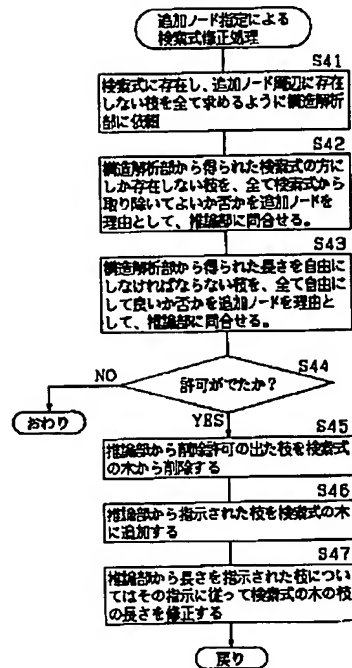 追加ノード指定による
検索式修正処理
S41
検索式に存在し、追加ノード周辺に存在
しない枝を全て求めるように構造解析
部に依頼
S42
構造解析部から得られた検索式の方に
しか存在しない枝を、全て検索式から
取り除いてよいか否かを追加ノードを
理由として、推論部に問合せる。
S43
構造解析部から得られた長さを自由に
しなければならない枝を、全て自由に
して良いか否かを追加ノードを理由と
して、推論部に問合せる。
S44
許可がでたか?
NO
おわり
YES
S45
推論部から削除許可の出た枝を検索式
の木から削除する
S46
推論部から指示された枝を検索式の木
に追加する
S47
推論部から長さを指示された枝につい
てはその指示に従って検索式の木の枝
の長さを修正する
戻り